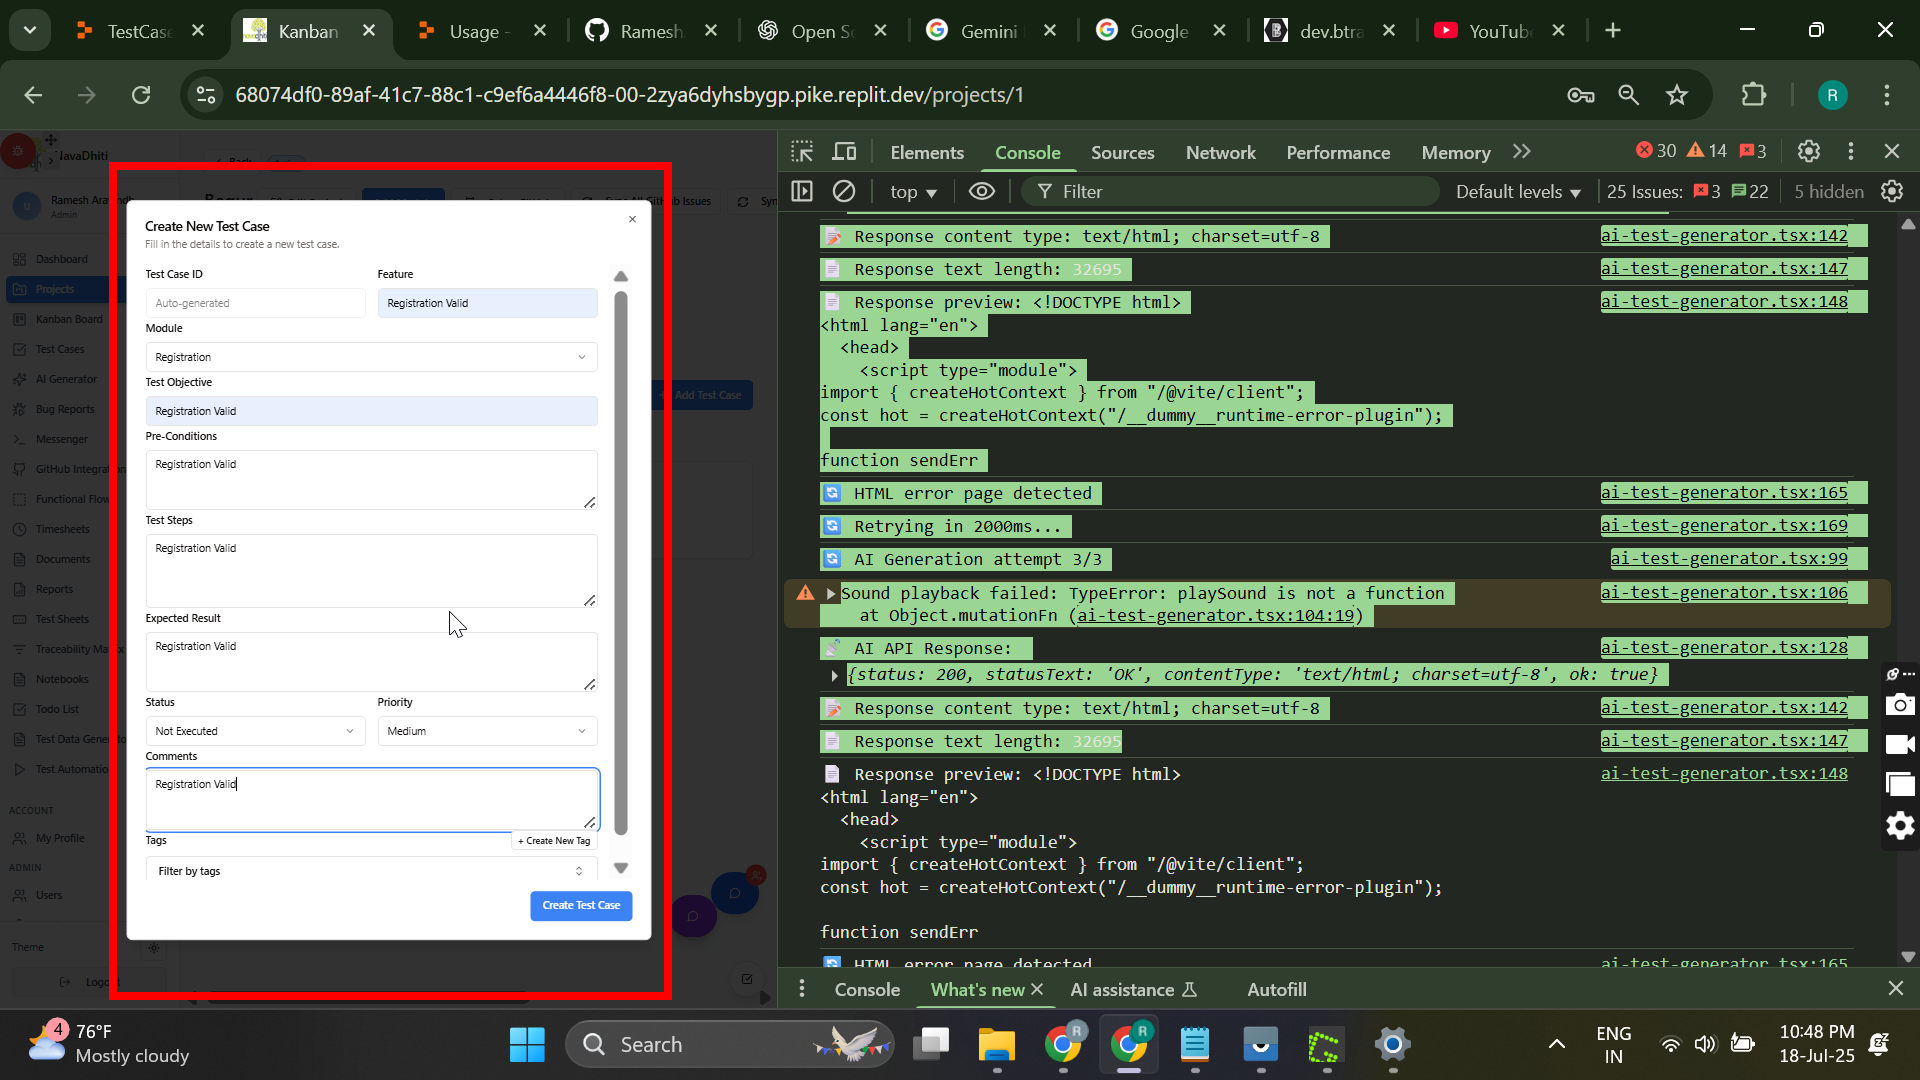 TestCase
Kanban
Usage -
Ramesh
Open So
Gemini
Google
dev.btra
YouTube
68074df0-89af-41c7-88c1-c9ef6a4446f8-00-2zya6dyhsbygp.pike.replit.dev/projects/1
R
NavaDhiti
Ramesh Aravindh
Admin
Dashboard
Projects
Kanban Board
Test Cases
AI Generator
Bug Reports
Messenger
GitHub Integration
Functional Flow
Timesheets
Documents
Reports
Test Sheets
Traceability Matrix
Notebooks
Todo List
Test Data Generato
Test Automatio
ACCOUNT
My Profile
ADMIN
Users
Theme
Logout
Back
Sync All GitHub Issues
Syn
Add Test Case
Create New Test Case
Fill in the details to create a new test case.
Test Case ID
Feature
Auto-generated
Registration Valid
Module
Registration
Test Objective
Registration Valid
Pre-Conditions
Registration Valid
Test Steps
Registration Valid
Expected Result
Registration Valid
Status
Priority
Not Executed
Medium
Comments
Registration Valid
Tags
+ Create New Tag
Filter by tags
Create Test Case
Elements
Console
Sources
Network
Performance
Memory
30
14
3
top
Filter
Default levels
25 Issues:
3
22
5 hidden
Response content type: text/html; charset=utf-8 ai-test-generator.tsx:142
Response text length: 32695 ai-test-generator.tsx:147
Response preview: <!DOCTYPE html> ai-test-generator.tsx:148
<html lang="en">
<head>
<script type="module">
import { createHotContext } from "/@vite/client";
const hot = createHotContext("/__dummy__runtime-error-plugin");
function sendErr
HTML error page detected ai-test-generator.tsx:165
Retrying in 2000ms... ai-test-generator.tsx:169
AI Generation attempt 3/3 ai-test-generator.tsx:99
Sound playback failed: TypeError: playSound is not a function ai-test-generator.tsx:106
at Object.mutationFn (ai-test-generator.tsx:104:19)
AI API Response: ai-test-generator.tsx:128
{status: 200, statusText: 'OK', contentType: 'text/html; charset=utf-8', ok: true}
Response content type: text/html; charset=utf-8 ai-test-generator.tsx:142
Response text length: 32695 ai-test-generator.tsx:147
Response preview: <!DOCTYPE html> ai-test-generator.tsx:148
<html lang="en">
<head>
<script type="module">
import { createHotContext } from "/@vite/client";
const hot = createHotContext("/__dummy__runtime-error-plugin");
function sendErr
HTML error page detected ai-test-generator.tsx:165
Console
What's new
AI assistance
Autofill
4
76°F
Mostly cloudy
Search
R
R
ENG
IN
10:48 PM
18-Jul-25